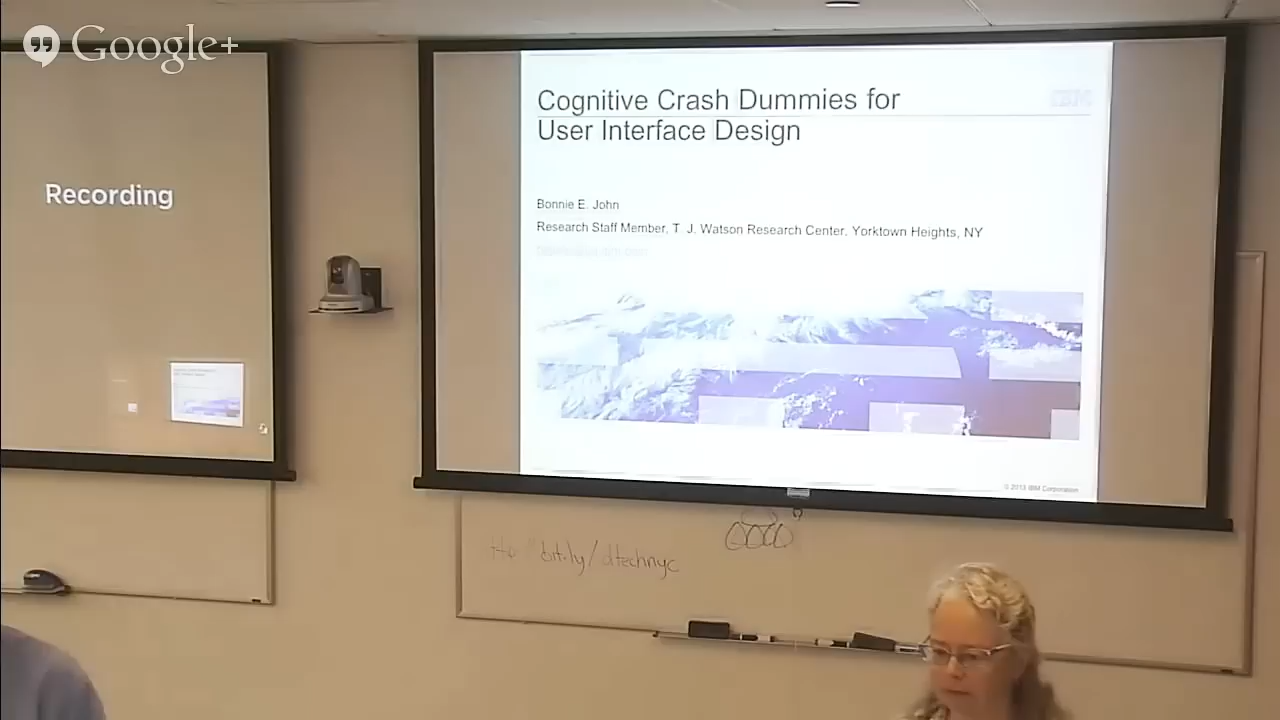 Google+
Recording
Cognitive Crash Dummies for
User Interface Design
IBM
Bonnie E. John
Research Staff Member, T. J. Watson Research Center, Yorktown Heights, NY
© 2013 IBM Corporation
bit.ly/dtechnyc